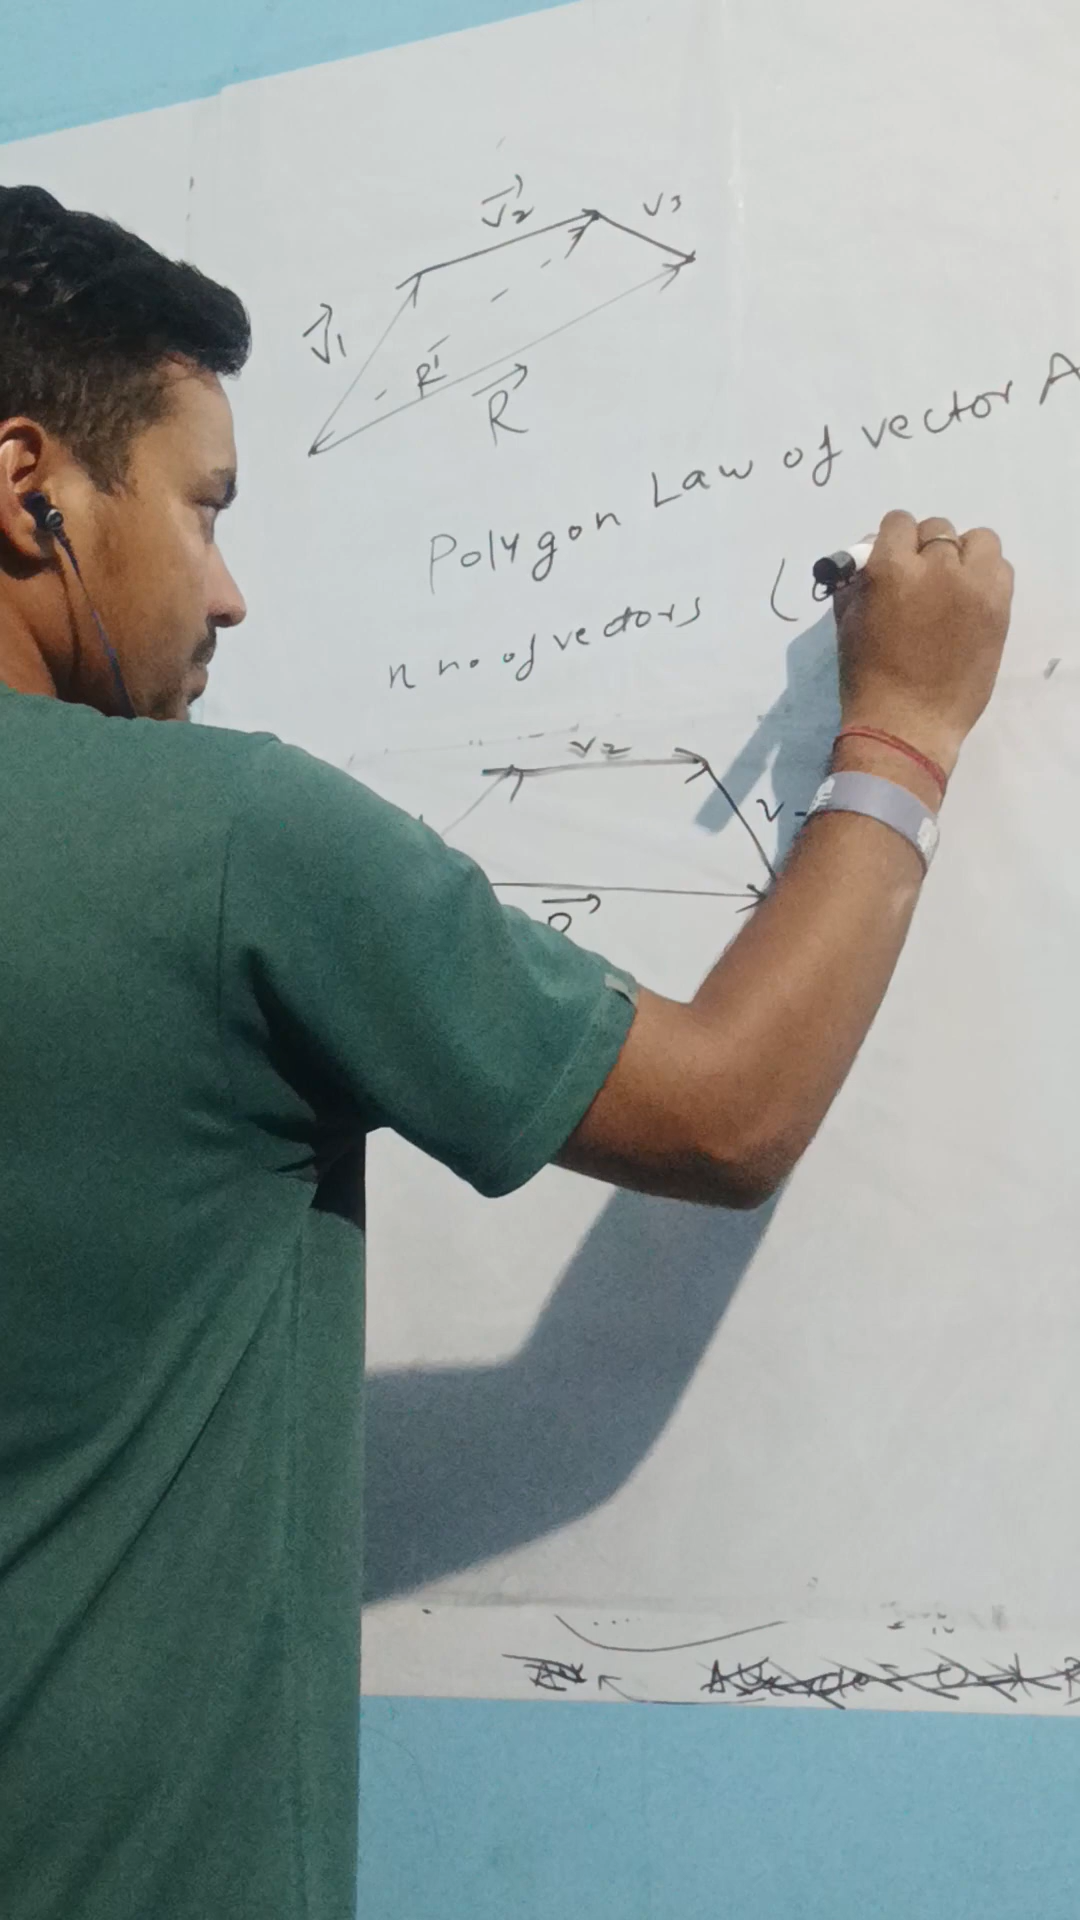 V2
V3
V1
R'
R
Polygon Law of vector A
n no. of vectors (
V2